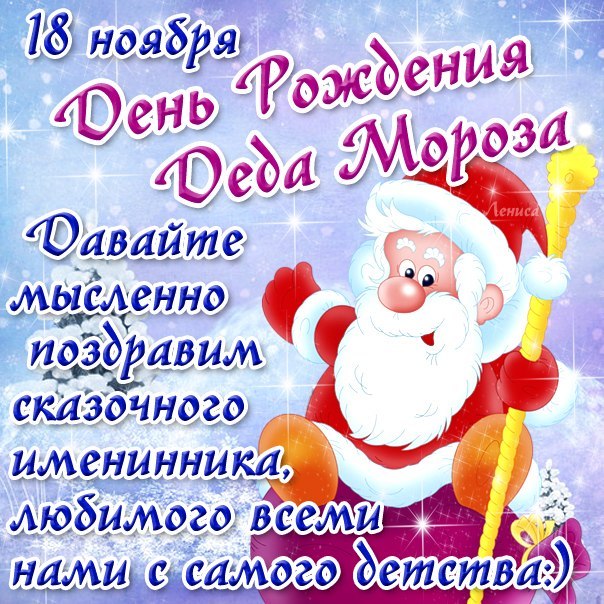 18 ноября
День Рождения
Деда Мороза
Лениса
Давайте
мысленно
поздравим
сказочного
именинника,
любимого всеми
нами с самого детства:)